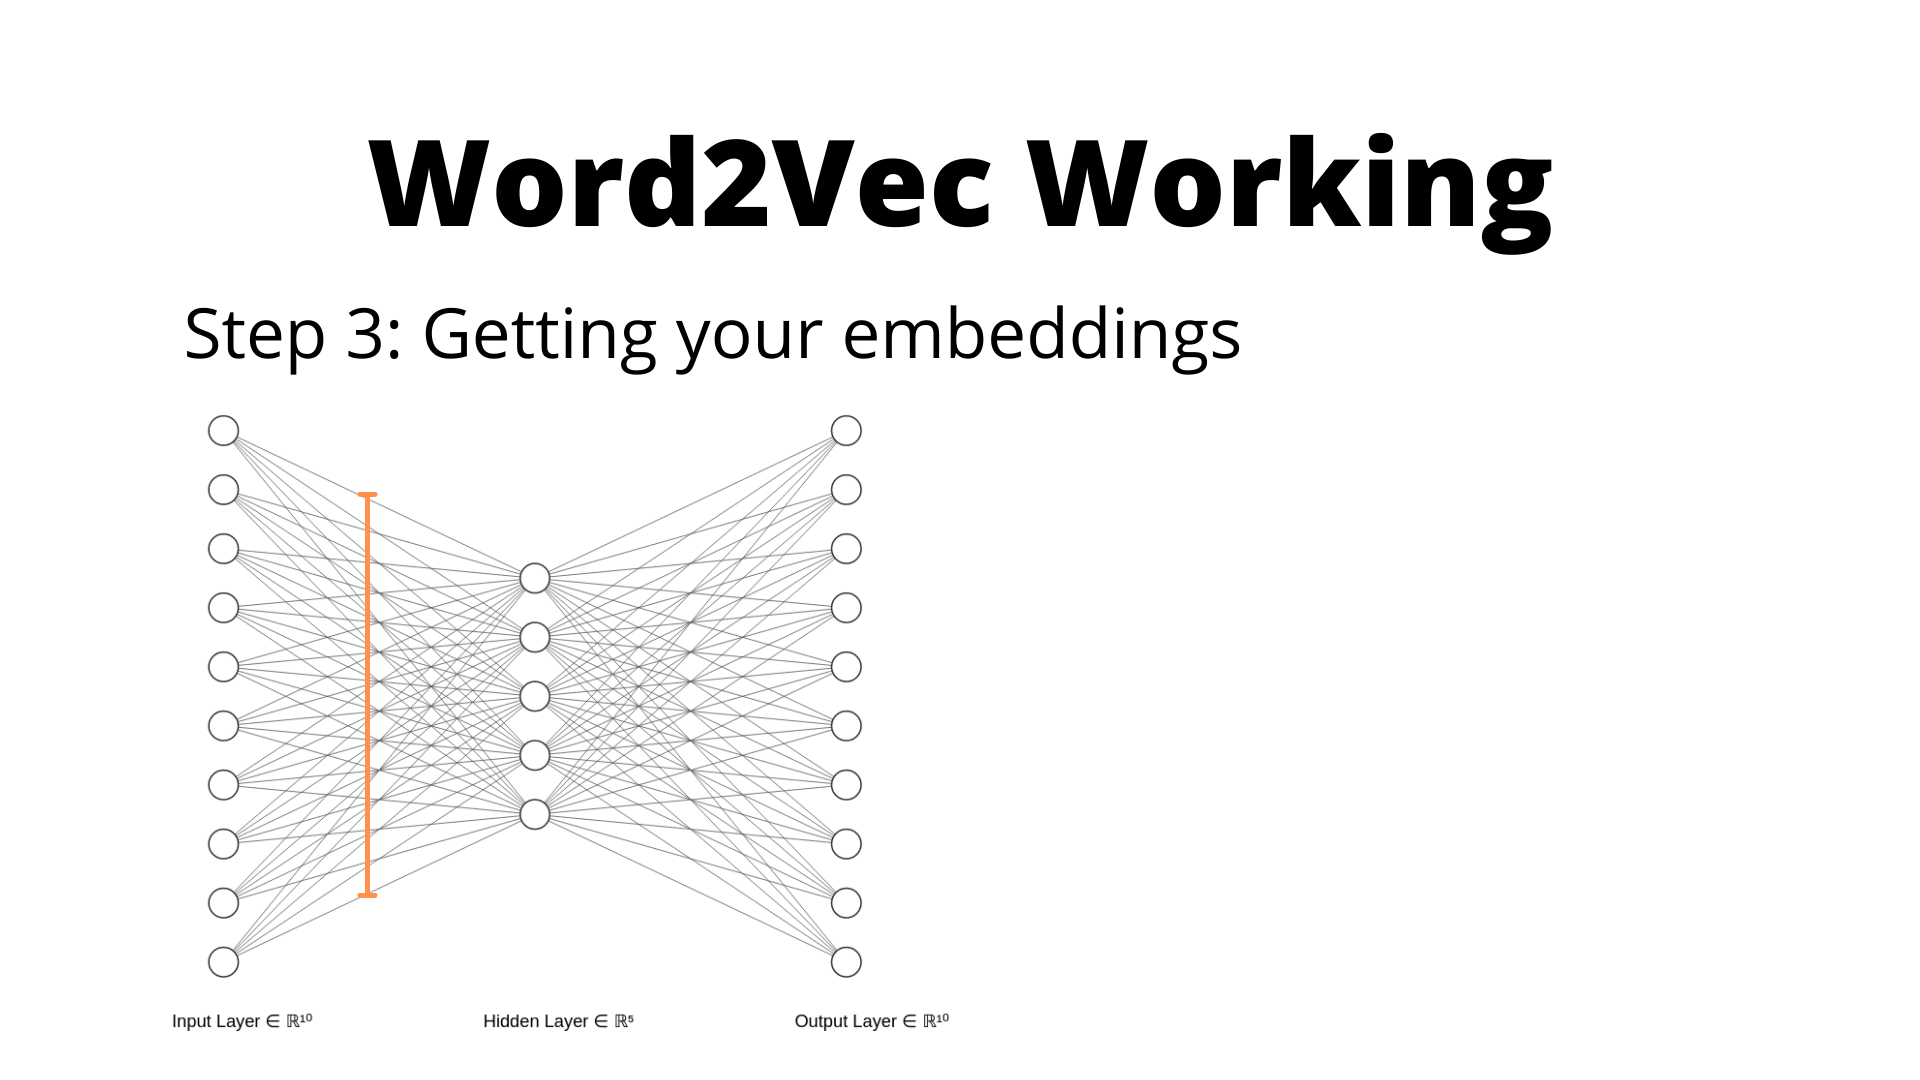 Word2Vec Working
Step 3: Getting your embeddings
Input Layer ∈ ℝ¹⁰
Hidden Layer ∈ ℝ⁵
Output Layer ∈ ℝ¹⁰